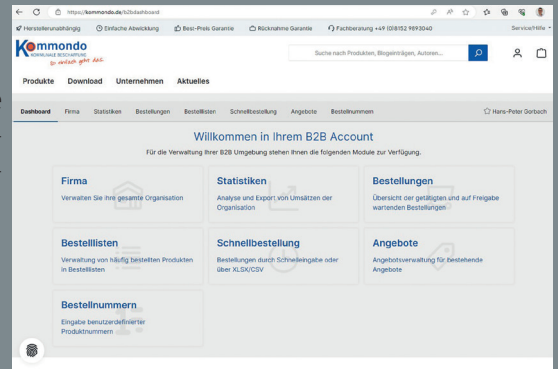 https://kommondo.de/b2bdashboard
Herstellerunabhängig
Einfache Abwicklung
Best-Preis Garantie
Rücknahme Garantie
Fachberatung +49 (0)8152 9893040
Service/Hilfe
Kommondo
KOMMUNALE BESCHAFFUNG
so einfach geht das.
Suche nach Produkten, Blogeinträgen, Autoren...
Produkte Download Unternehmen Aktuelles
Dashboard Firma Statistiken Bestellungen Bestelllisten Schnellbestellung Angebote Bestellnummern Hans-Peter Gorbach
Willkommen in Ihrem B2B Account
Für die Verwaltung Ihrer B2B Umgebung stehen Ihnen die folgenden Module zur Verfügung.
Firma
Verwalten Sie Ihre gesamte Organisation
Statistiken
Analyse und Export von Umsätzen der
Organisation
Bestellungen
Übersicht der getätigten und auf Freigabe
wartenden Bestellungen
Bestelllisten
Verwaltung von häufig bestellten Produkten
in Bestelllisten
Schnellbestellung
Bestellungen durch Schnelleingabe oder
über XLSX/CSV
Angebote
Angebotsverwaltung für bestehende
Angebote
Bestellnummern
Eingabe benutzerdefinierter
Produktnummern